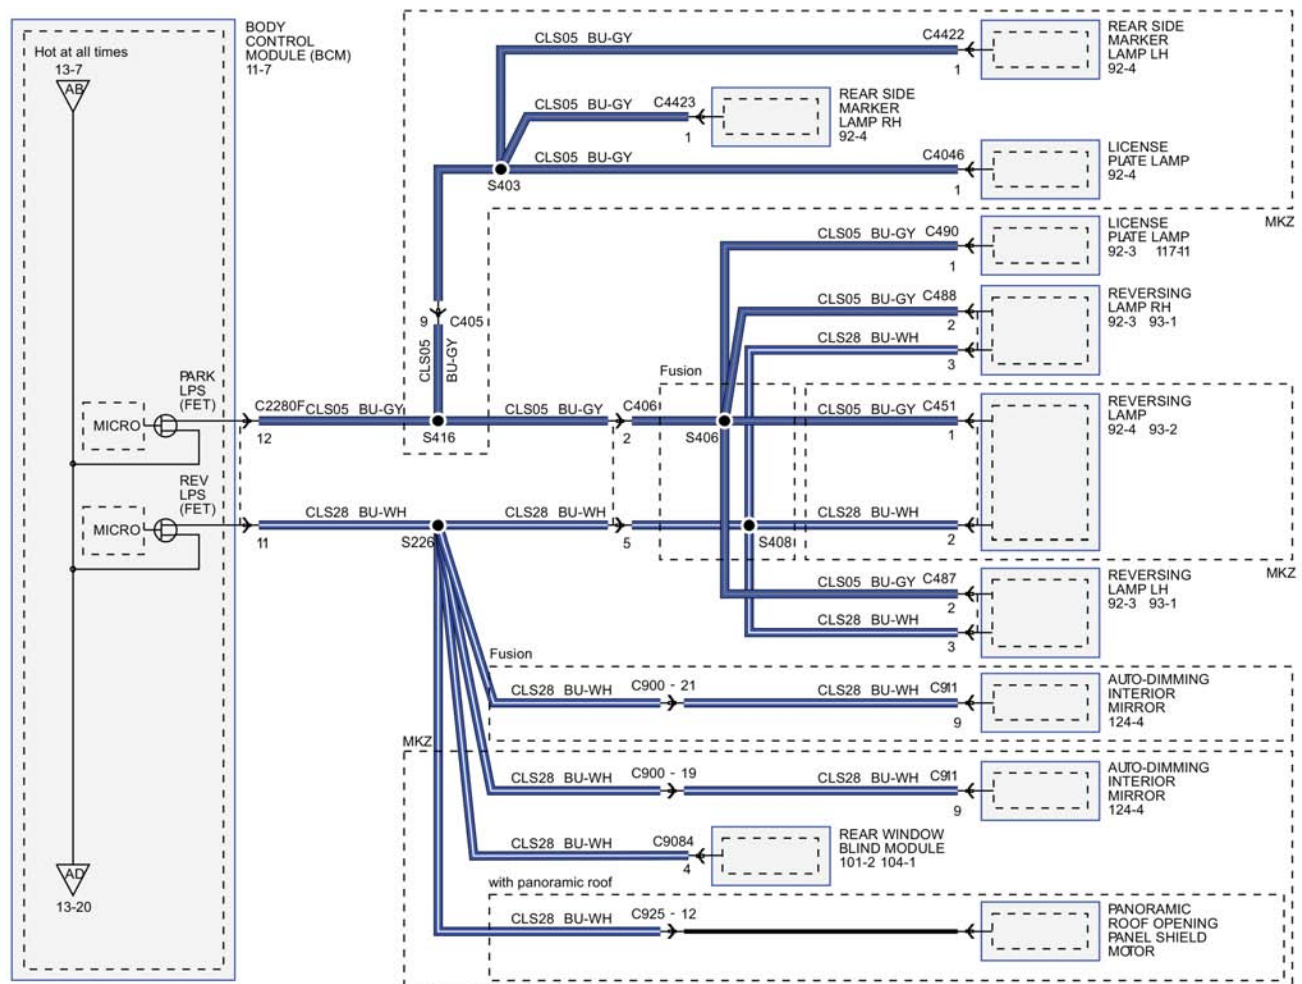 BODY
CONTROL
MODULE (BCM)
11-7
Hot at all times
13-7
AB
PARK
LPS
(FET)
MICRO
REV
LPS
(FET)
MICRO
AD
13-20
CLS05 BU-GY
C4422
1
REAR SIDE
MARKER
LAMP LH
92-4
CLS05 BU-GY
C4423
1
REAR SIDE
MARKER
LAMP RH
92-4
CLS05 BU-GY
C4046
1
LICENSE
PLATE LAMP
92-4
S403
MKZ
CLS05 BU-GY
C490
1
LICENSE
PLATE LAMP
92-3 117-11
CLS05 BU-GY
C488
2
CLS28 BU-WH
3
REVERSING
LAMP RH
92-3 93-1
9
C405
CLS05
BU-GY
Fusion
C2280F
CLS05 BU-GY
12
S416
CLS05 BU-GY
C406
2
S406
CLS05 BU-GY
C451
1
REVERSING
LAMP
92-4 93-2
CLS28 BU-WH
11
S226
CLS28 BU-WH
5
S408
CLS28 BU-WH
2
MKZ
CLS05 BU-GY
C487
2
CLS28 BU-WH
3
REVERSING
LAMP LH
92-3 93-1
Fusion
CLS28 BU-WH
C900 - 21
CLS28 BU-WH
C911
9
AUTO-DIMMING
INTERIOR
MIRROR
124-4
MKZ
CLS28 BU-WH
C900 - 19
CLS28 BU-WH
C911
9
AUTO-DIMMING
INTERIOR
MIRROR
124-4
CLS28 BU-WH
C9084
4
REAR WINDOW
BLIND MODULE
101-2 104-1
with panoramic roof
CLS28 BU-WH
C925 - 12
PANORAMIC
ROOF OPENING
PANEL SHIELD
MOTOR